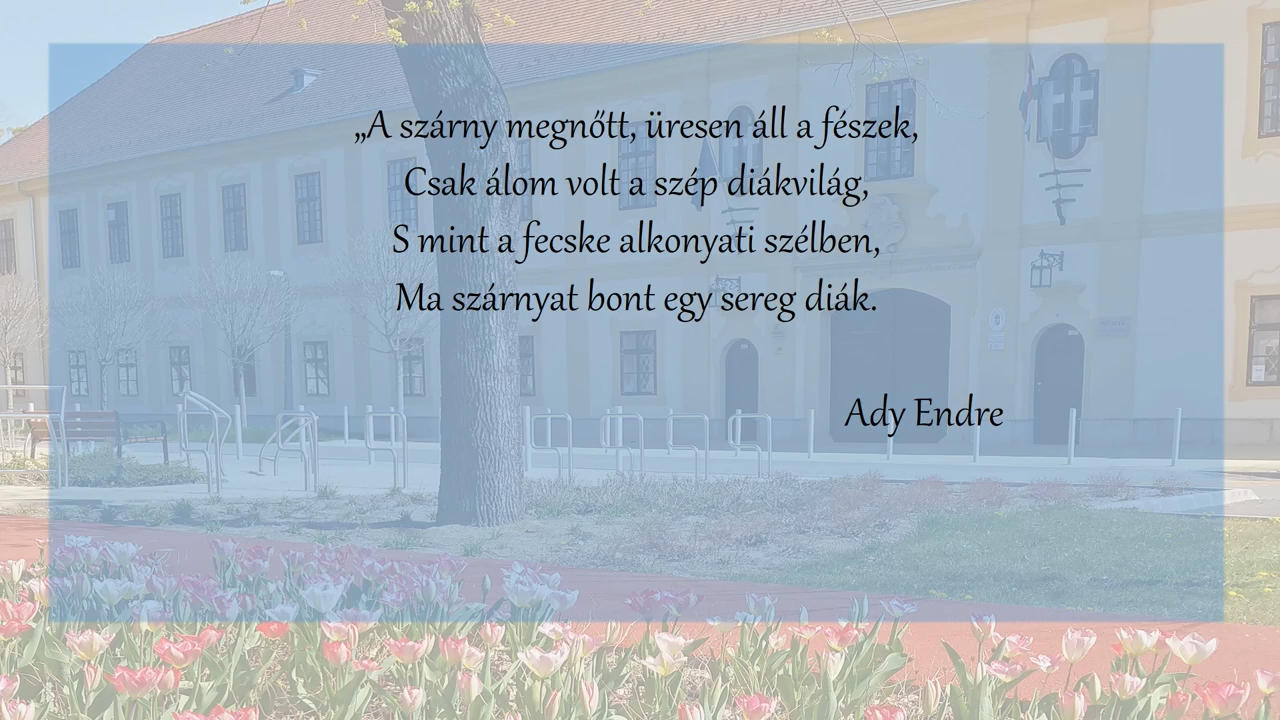 „A szárny megnőtt, üresen áll a fészek,
Csak álom volt a szép diákvilág,
S mint a fecske alkonyati szélben,
Ma szárnyat bont egy sereg diák.
Ady Endre